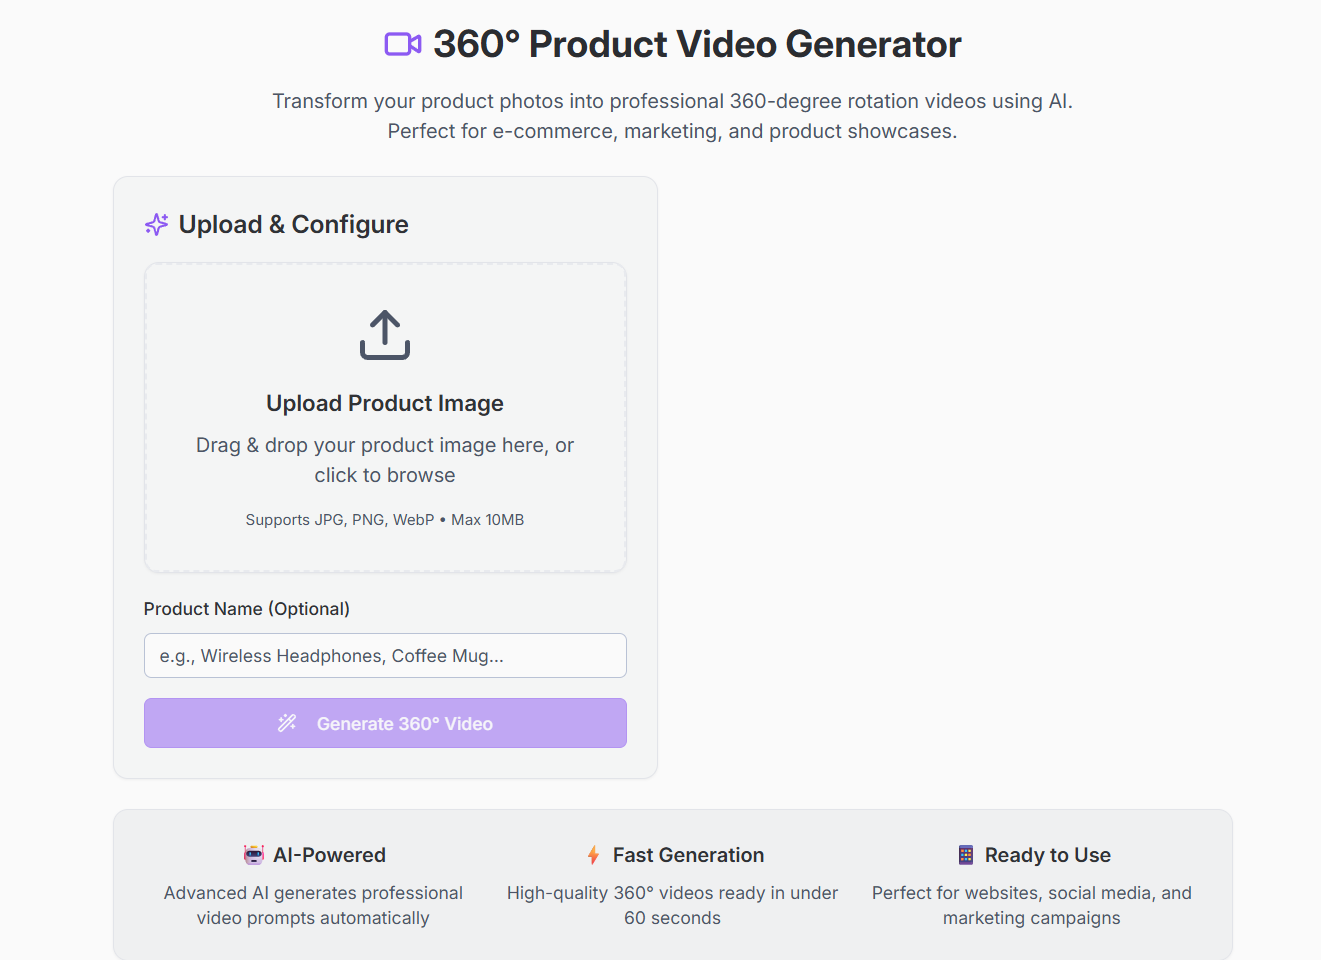 360° Product Video Generator
Transform your product photos into professional 360-degree rotation videos using AI.
Perfect for e-commerce, marketing, and product showcases.
Upload & Configure
Upload Product Image
Drag & drop your product image here, or
click to browse
Supports JPG, PNG, WebP • Max 10MB
Product Name (Optional)
e.g., Wireless Headphones, Coffee Mug...
Generate 360° Video
AI-Powered
Advanced AI generates professional
video prompts automatically
Fast Generation
High-quality 360° videos ready in under
60 seconds
Ready to Use
Perfect for websites, social media, and
marketing campaigns